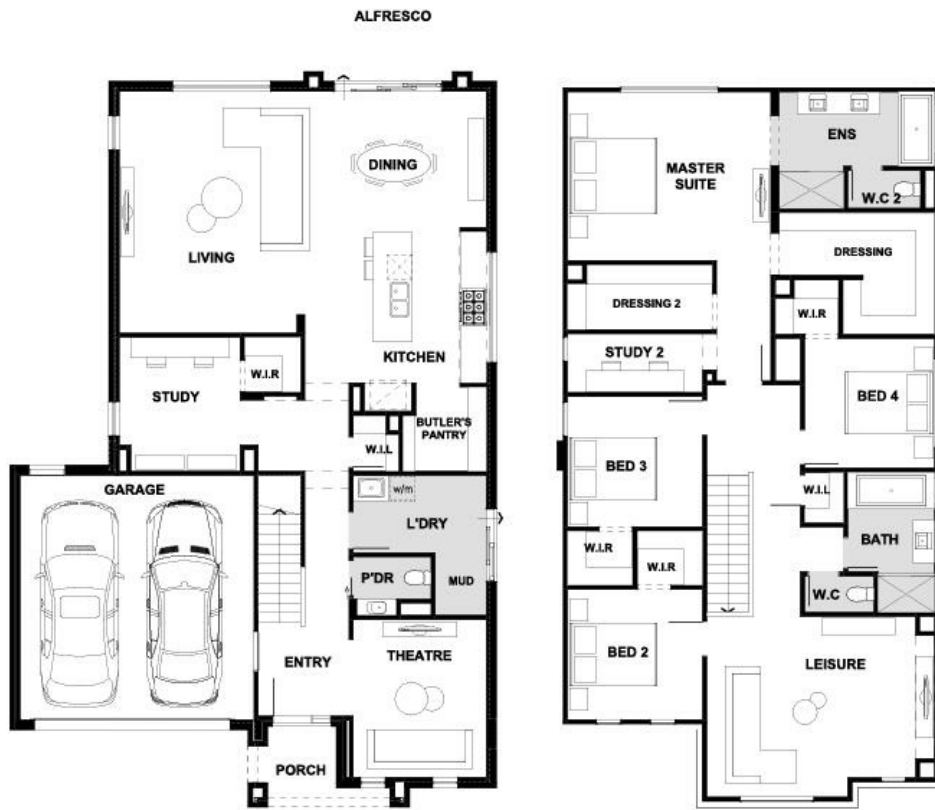 ALFRESCO
DINING
LIVING
KITCHEN
W.I.R
STUDY
BUTLER'S
PANTRY
W.I.L
GARAGE
w/m
L'DRY
P'DR
MUD
ENTRY
THEATRE
PORCH
ENS
MASTER
SUITE
W.C 2
DRESSING
DRESSING 2
W.I.R
STUDY 2
BED 4
BED 3
W.I.L
BATH
W.I.R
W.I.R
W.C
BED 2
LEISURE